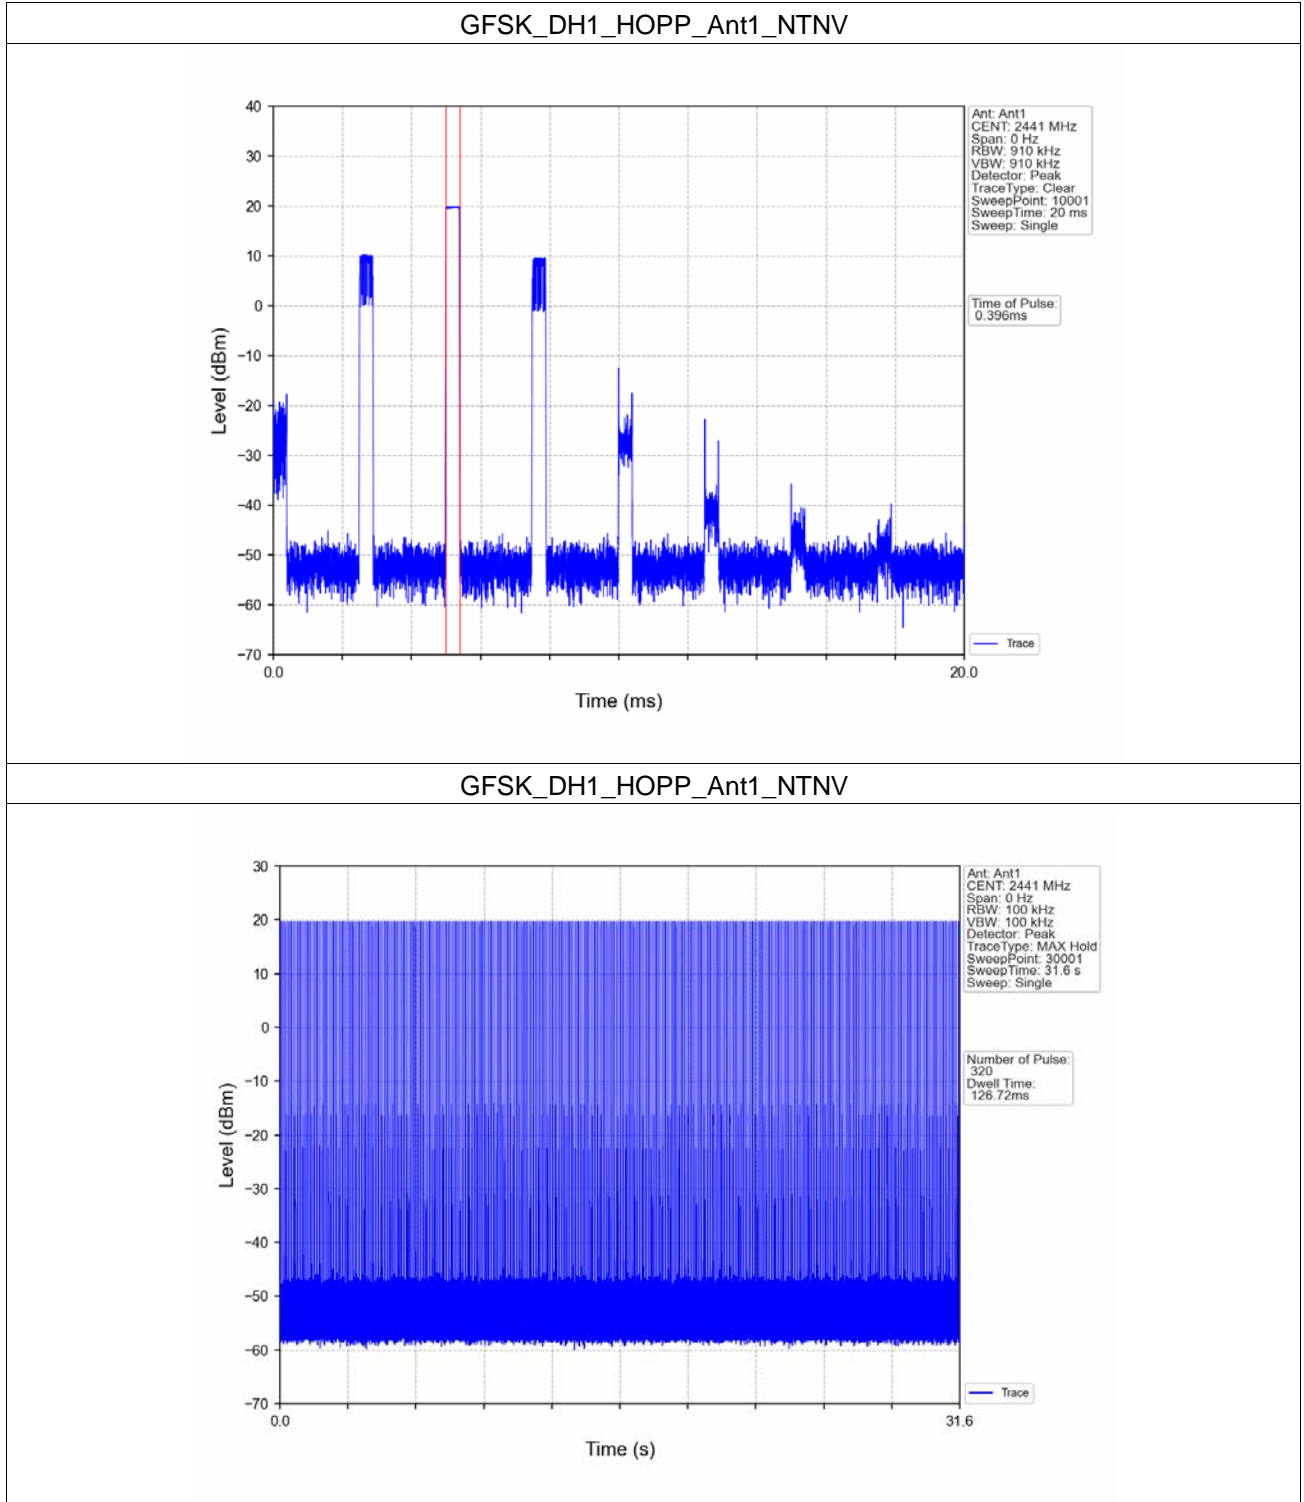 GFSK_DH1_HOPP_Ant1_NTNV
40
30
20
10
0
−10
−20
−30
−40
−50
−60
−70
Level (dBm)
0.0
20.0
Time (ms)
Ant: Ant1
CENT: 2441 MHz
Span: 0 Hz
RBW: 910 kHz
VBW: 910 kHz
Detector: Peak
TraceType: Clear
SweepPoint: 10001
SweepTime: 20 ms
Sweep: Single
Time of Pulse:
0.396ms
Trace
GFSK_DH1_HOPP_Ant1_NTNV
30
20
10
0
−10
−20
−30
−40
−50
−60
−70
Level (dBm)
0.0
31.6
Time (s)
Ant: Ant1
CENT: 2441 MHz
Span: 0 Hz
RBW: 100 kHz
VBW: 100 kHz
Detector: Peak
TraceType: MAX Hold
SweepPoint: 30001
SweepTime: 31.6 s
Sweep: Single
Number of Pulse:
320
Dwell Time:
126.72ms
Trace